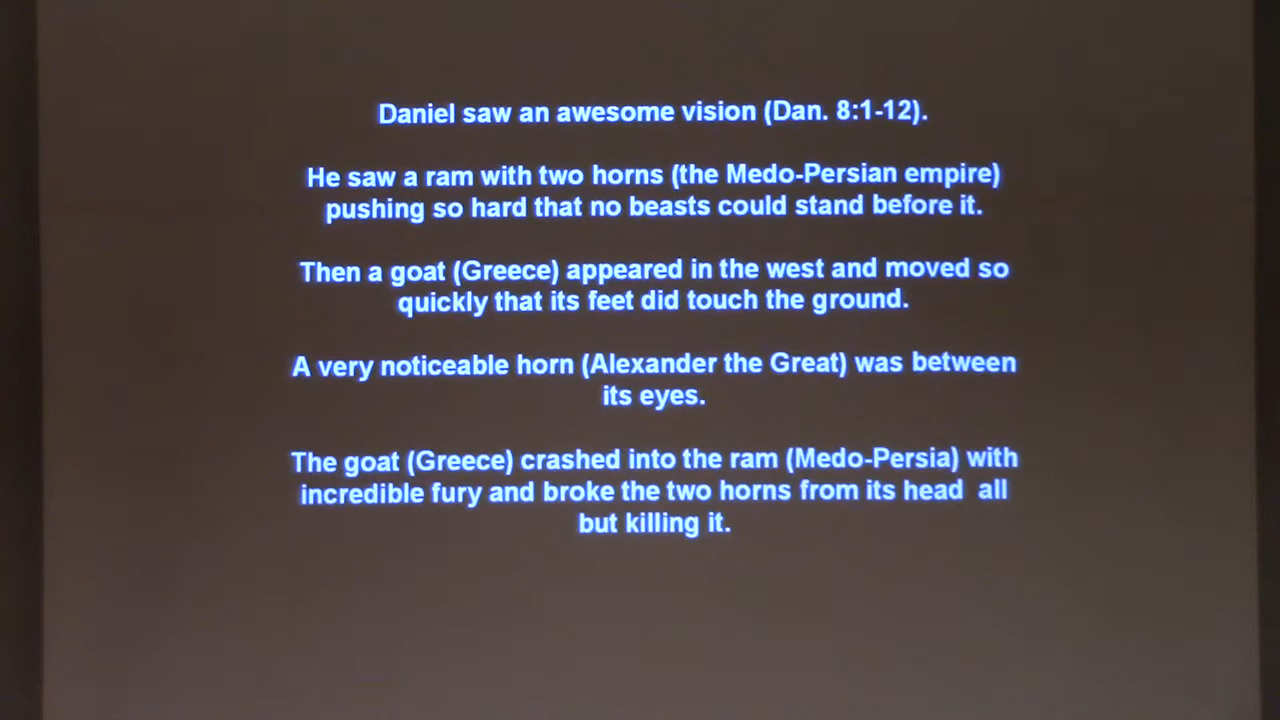 Daniel saw an awesome vision (Dan. 8:1-12).
He saw a ram with two horns (the Medo-Persian empire)
pushing so hard that no beasts could stand before it.
Then a goat (Greece) appeared in the west and moved so
quickly that its feet did touch the ground.
A very noticeable horn (Alexander the Great) was between
its eyes.
The goat (Greece) crashed into the ram (Medo-Persia) with
incredible fury and broke the two horns from its head  all
but killing it.